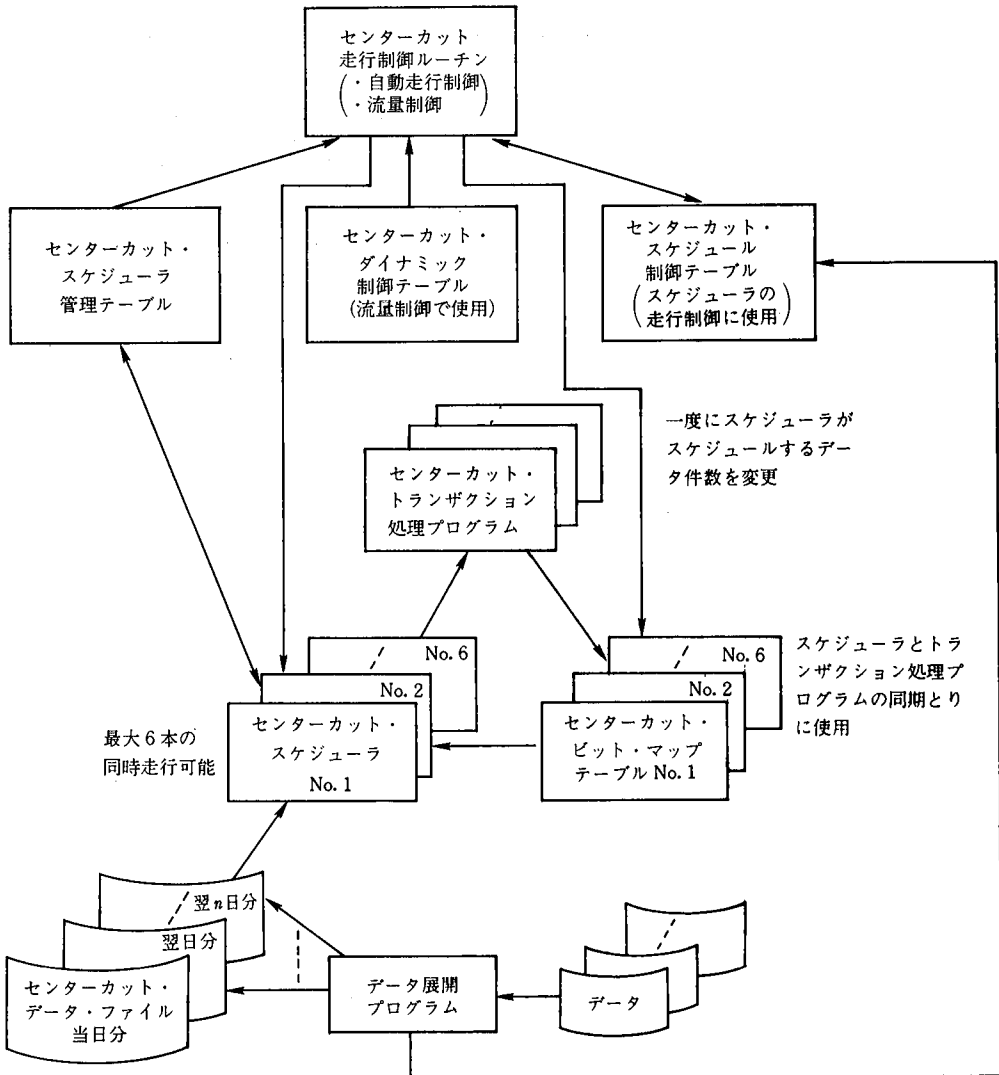 センターカット
走行制御ルーチン
(・自動走行制御
・流量制御)
センターカット・
スケジューラ
管理テーブル
センターカット・
ダイナミック
制御テーブル
(流量制御で使用)
センターカット・
スケジュール
制御テーブル
(スケジューラの
走行制御に使用)
一度にスケジューラが
スケジュールするデー
タ件数を変更
センターカット・
トランザクション
処理プログラム
No.6
No.2
センターカット・
スケジューラ
No.1
最大6本の
同時走行可能
No.6
No.2
センターカット・
ビット・マップ
テーブルNo.1
スケジューラとトラ
ンザクション処理プ
ログラムの同期とり
に使用
翌n日分
翌日分
センターカット・
データ・ファイル
当日分
データ展開
プログラム
データ